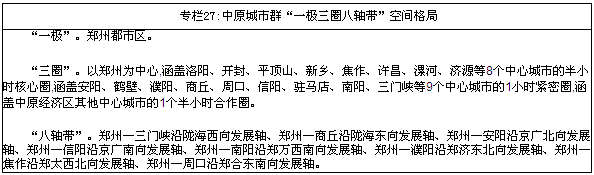 专栏27:中原城市群“一极三圈八轴带”空间格局
“一极”。郑州都市区。
“三圈”。以郑州为中心,涵盖洛阳、开封、平顶山、新乡、焦作、许昌、漯河、济源等8个中心城市的半小
时核心圈,涵盖安阳、鹤壁、濮阳、商丘、周口、信阳、驻马店、南阳、三门峡等9个中心城市的1小时紧密圈,涵
盖中原经济区其他中心城市的1个半小时合作圈。
“八轴带”。郑州—三门峡沿陇海西向发展轴、郑州—商丘沿陇海东向发展轴、郑州—安阳沿京广北向发展
轴、郑州—信阳沿京广南向发展轴、郑州—南阳沿郑万西南向发展轴、郑州—濮阳沿郑济东北向发展轴、郑州—
焦作沿郑太西北向发展轴、郑州—周口沿郑合东南向发展轴。